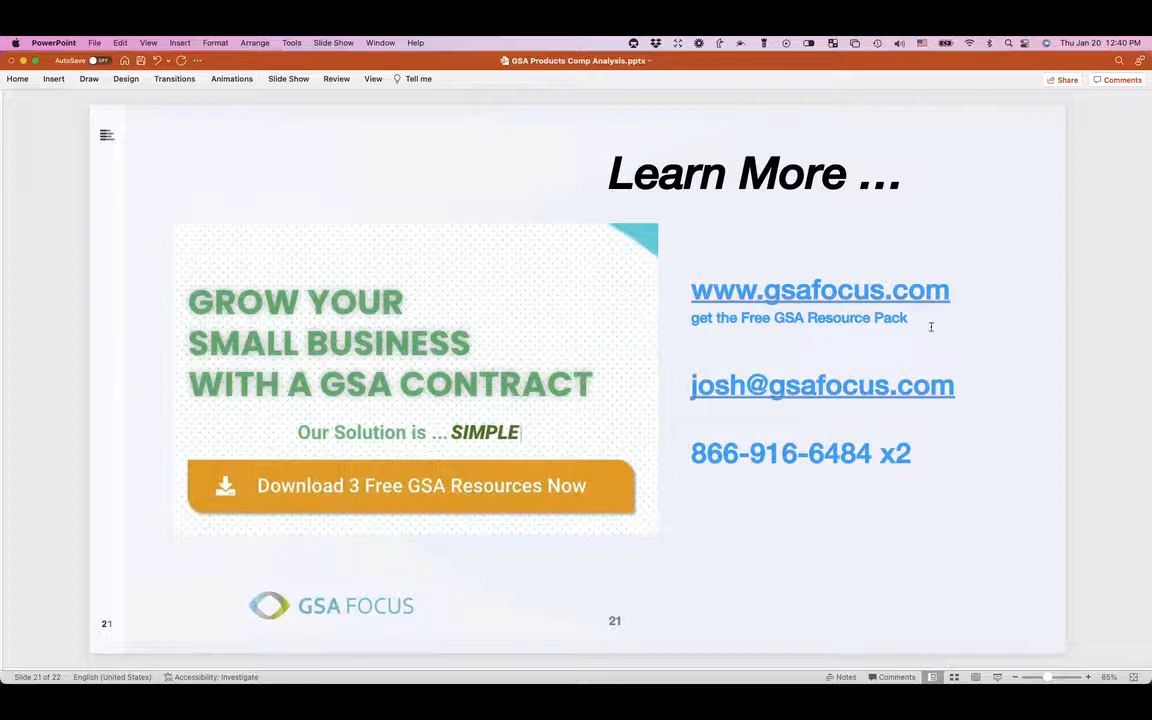 PowerPoint File Edit View Insert Format Arrange Tools Slide Show Window Help Thu Jan 20 12:40 PM
AutoSave OFF GSA Products Comp Analysis.pptx
Home Insert Draw Design Transitions Animations Slide Show Review View Tell me Share Comments
Learn More ...
GROW YOUR
SMALL BUSINESS
WITH A GSA CONTRACT
Our Solution is ... SIMPLE
Download 3 Free GSA Resources Now
www.gsafocus.com
get the Free GSA Resource Pack
josh@gsafocus.com
866-916-6484 x2
GSA FOCUS
21
21
Slide 21 of 22 English (United States) Accessibility: Investigate Notes Comments 85%